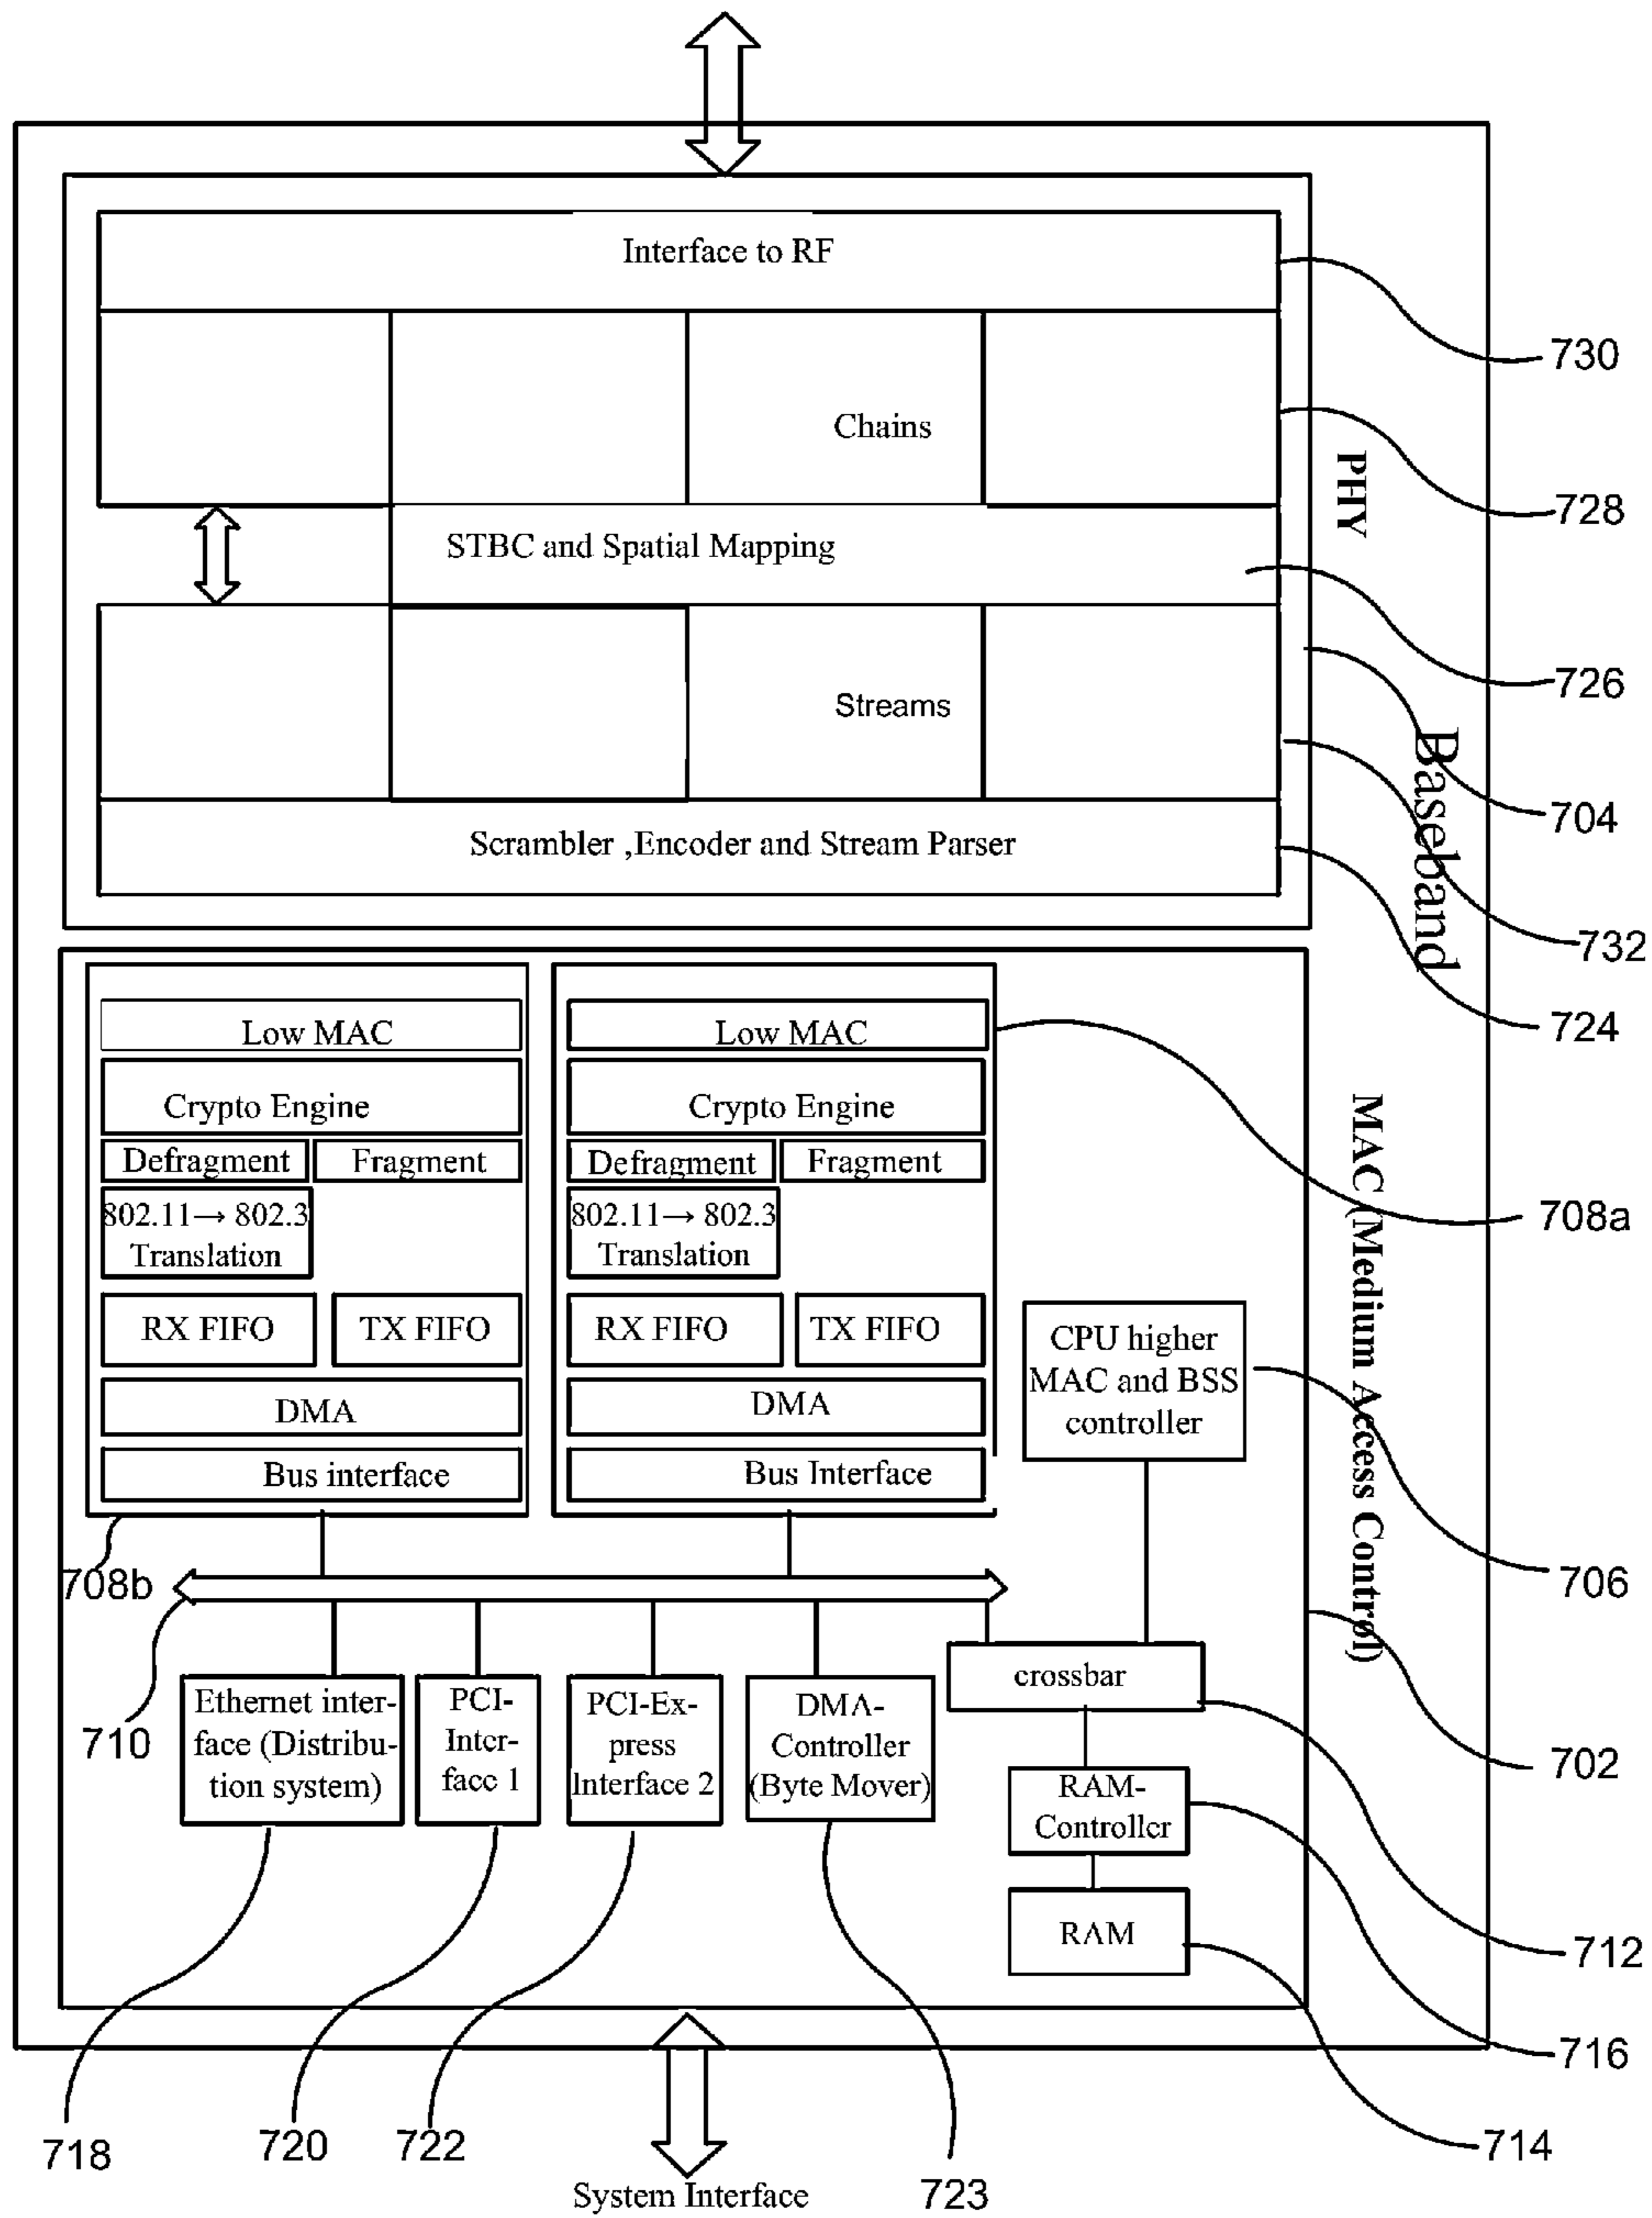 Interface to RF
730
Chains
728
PHY
STBC and Spatial Mapping
726
Streams
704
Baseband
Scrambler ,Encoder and Stream Parser
732
724
Low MAC
Crypto Engine
Defragment
Fragment
802.11→ 802.3
Translation
RX FIFO
TX FIFO
DMA
Bus interface
708b
Low MAC
Crypto Engine
Defragment
Fragment
802.11→ 802.3
Translation
RX FIFO
TX FIFO
DMA
Bus Interface
708a
MAC (Medium Access Control)
CPU higher
MAC and BSS
controller
706
710
Ethernet inter-
face (Distribu-
tion system)
PCI-
Inter-
face 1
PCI-Ex-
press
Interface 2
DMA-
Controller
(Byte Mover)
crossbar
702
RAM-
Controller
RAM
712
716
714
718
720
722
723
System Interface